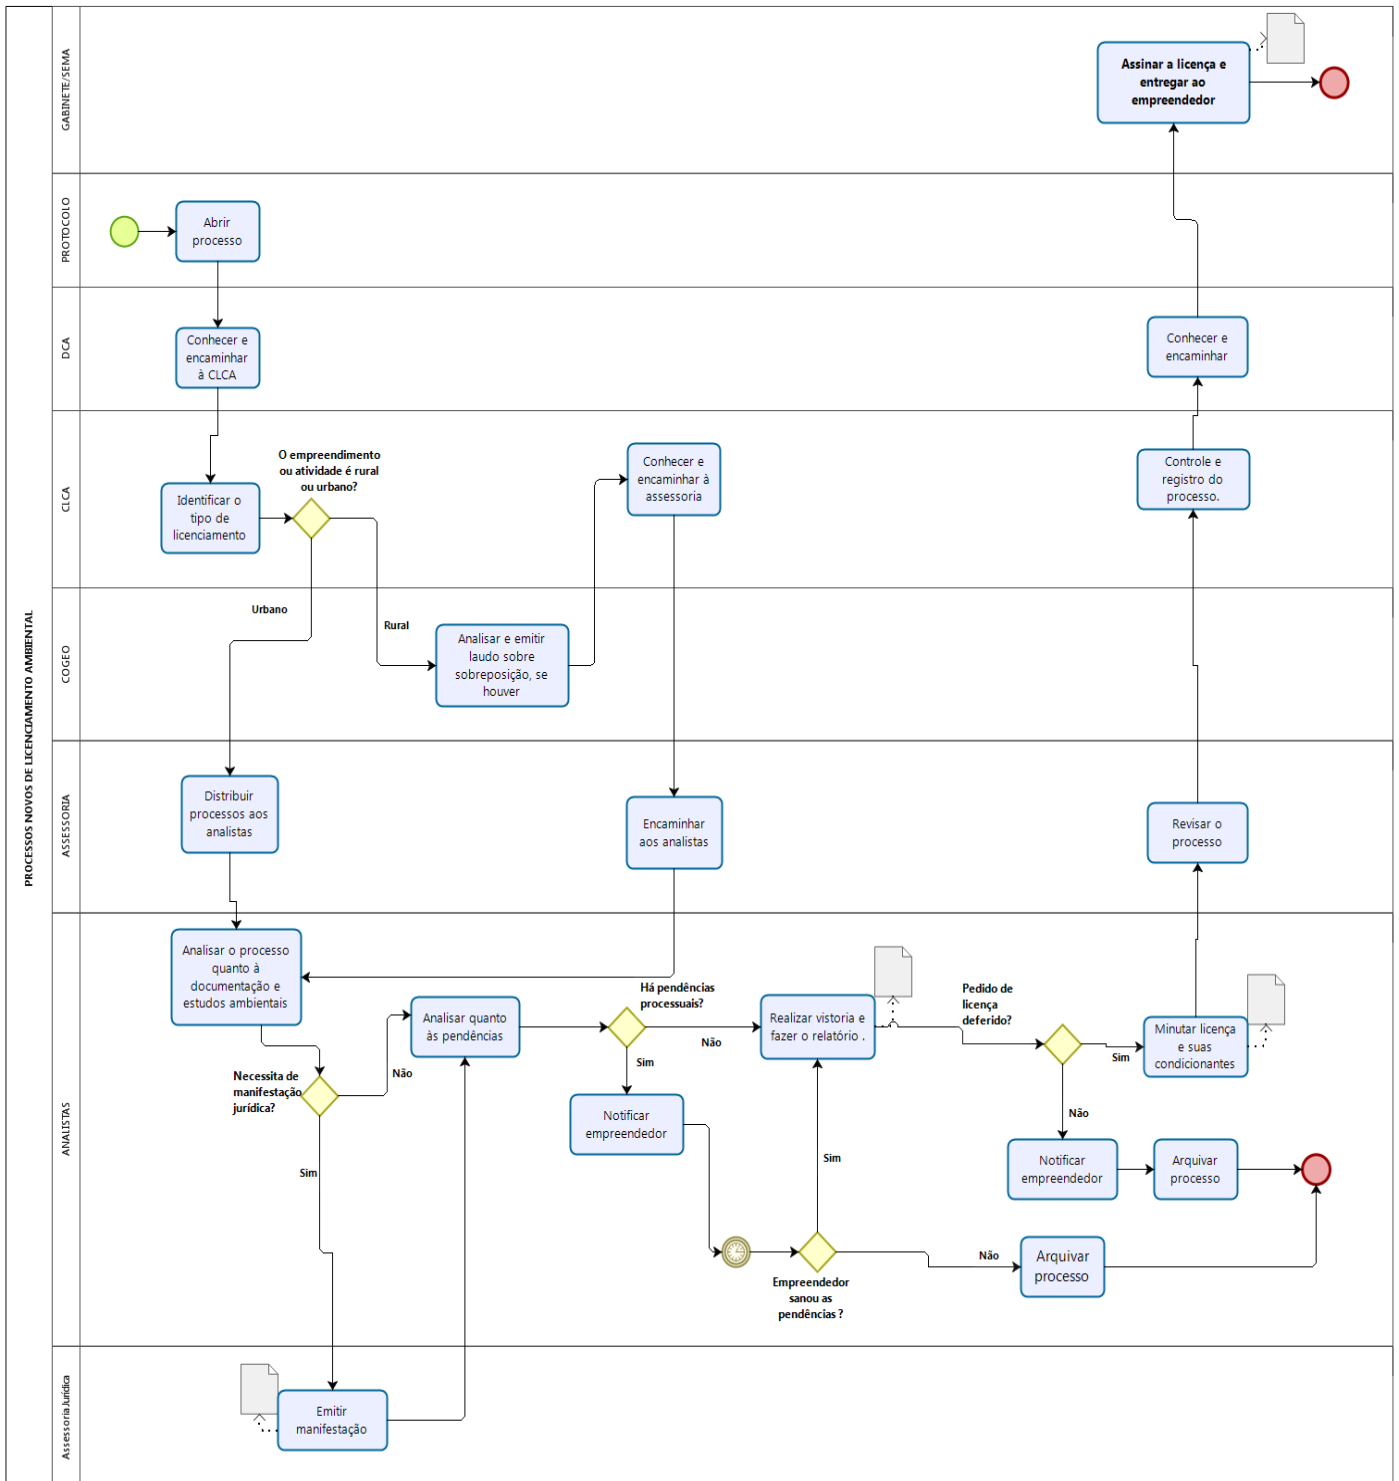 PROCESSOS NOVOS DE LICENCIAMENTO AMBIENTAL
GABINETE/SEMA
Assinar a licença e
entregar ao
empreendedor
PROTOCOLO
Abrir
processo
DCA
Conhecer e
encaminhar
à CLCA
Conhecer e
encaminhar
CLCA
Identificar o
tipo de
licenciamento
O empreendimento
ou atividade é rural
ou urbano?
Conhecer e
encaminhar à
assessoria
Controle e
registro do
processo.
COGEO
Urbano
Rural
Analisar e emitir
laudo sobre
sobreposição, se
houver
ASSESSORIA
Distribuir
processos aos
analistas
Encaminhar
aos analistas
Revisar o
processo
ANALISTAS
Analisar o processo
quanto à
documentação e
estudos ambientais
Necessita de
manifestação
jurídica?
Não
Sim
Analisar quanto
às pendências
Há pendências
processuais?
Não
Sim
Notificar
empreendedor
Realizar vistoria e
fazer o relatório .
Sim
Empreendedor
sanou as
pendências ?
Não
Arquivar
processo
Pedido de
licença
deferido?
Sim
Não
Minutar licença
e suas
condicionantes
Notificar
empreendedor
Arquivar
processo
Assessoria Jurídica
Emitir
manifestação